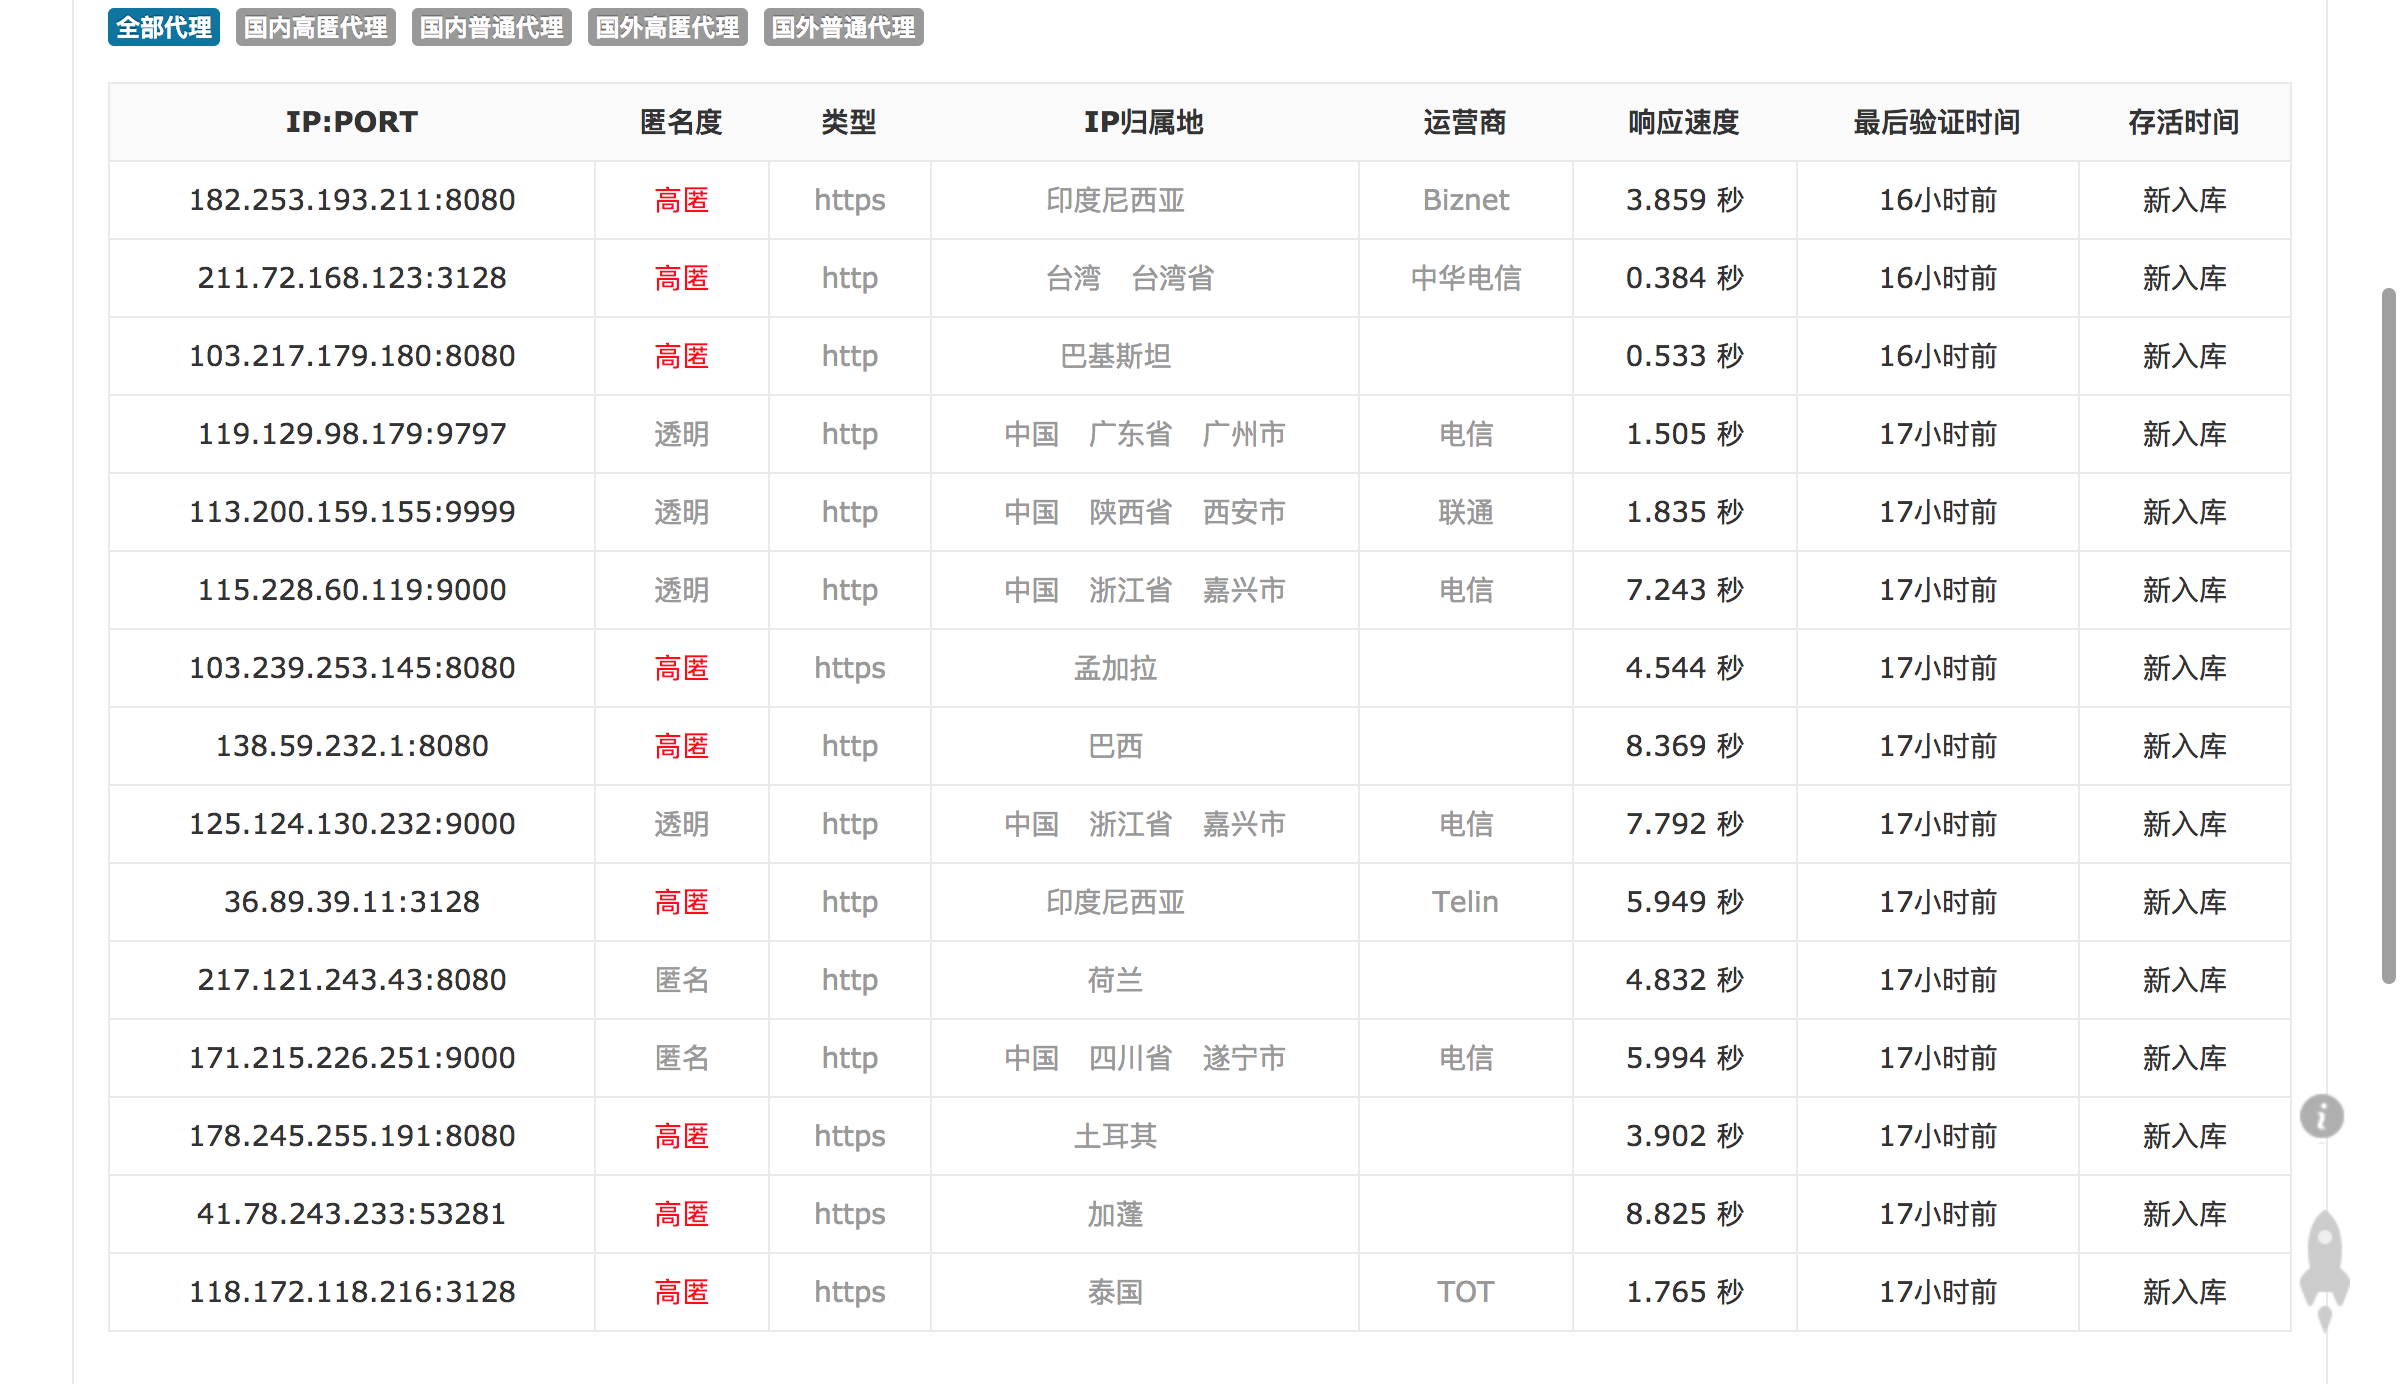 全部代理 国内高匿代理 国内普通代理 国外高匿代理 国外普通代理
IP:PORT 匿名度 类型 IP归属地 运营商 响应速度 最后验证时间 存活时间
182.253.193.211:8080 高匿 https 印度尼西亚 Biznet 3.859 秒 16小时前 新入库
211.72.168.123:3128 高匿 http 台湾 台湾省 中华电信 0.384 秒 16小时前 新入库
103.217.179.180:8080 高匿 http 巴基斯坦 0.533 秒 16小时前 新入库
119.129.98.179:9797 透明 http 中国 广东省 广州市 电信 1.505 秒 17小时前 新入库
113.200.159.155:9999 透明 http 中国 陕西省 西安市 联通 1.835 秒 17小时前 新入库
115.228.60.119:9000 透明 http 中国 浙江省 嘉兴市 电信 7.243 秒 17小时前 新入库
103.239.253.145:8080 高匿 https 孟加拉 4.544 秒 17小时前 新入库
138.59.232.1:8080 高匿 http 巴西 8.369 秒 17小时前 新入库
125.124.130.232:9000 透明 http 中国 浙江省 嘉兴市 电信 7.792 秒 17小时前 新入库
36.89.39.11:3128 高匿 http 印度尼西亚 Telin 5.949 秒 17小时前 新入库
217.121.243.43:8080 匿名 http 荷兰 4.832 秒 17小时前 新入库
171.215.226.251:9000 匿名 http 中国 四川省 遂宁市 电信 5.994 秒 17小时前 新入库
178.245.255.191:8080 高匿 https 土耳其 3.902 秒 17小时前 新入库
41.78.243.233:53281 高匿 https 加蓬 8.825 秒 17小时前 新入库
118.172.118.216:3128 高匿 https 泰国 TOT 1.765 秒 17小时前 新入库